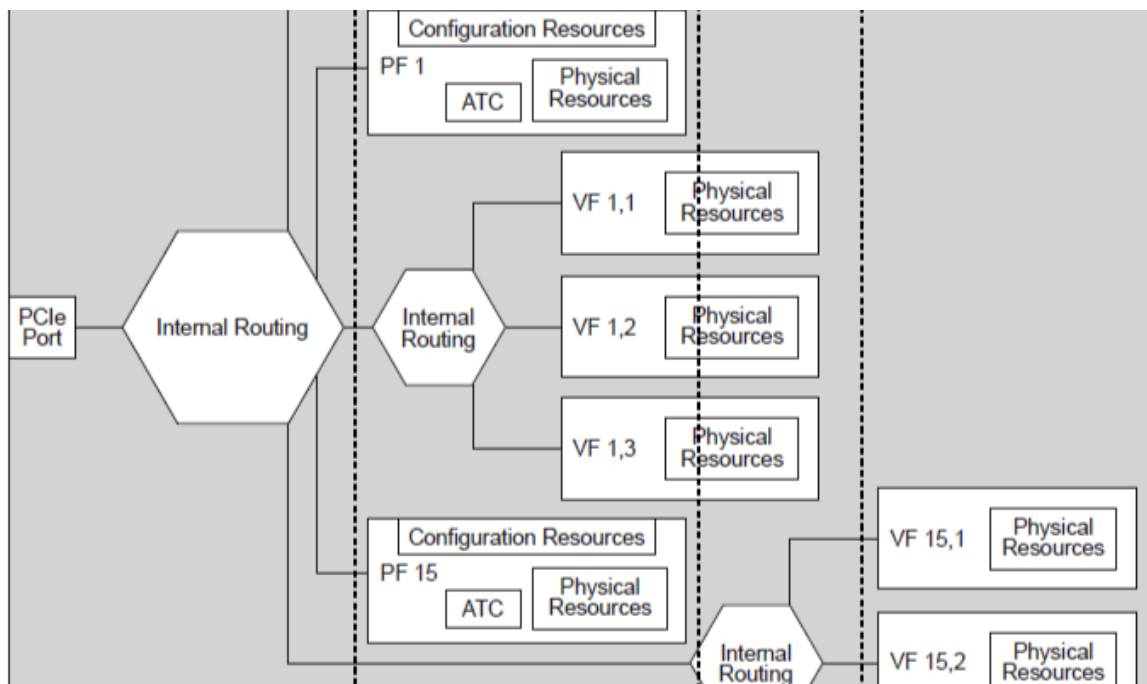 Configuration Resources
PF 1
ATC
Physical
Resources
VF 1,1
Physical
Resources
PCIe
Port
Internal Routing
Internal
Routing
VF 1,2
Physical
Resources
VF 1,3
Physical
Resources
Configuration Resources
PF 15
ATC
Physical
Resources
VF 15,1
Physical
Resources
Internal
Routing
VF 15,2
Physical
Resources